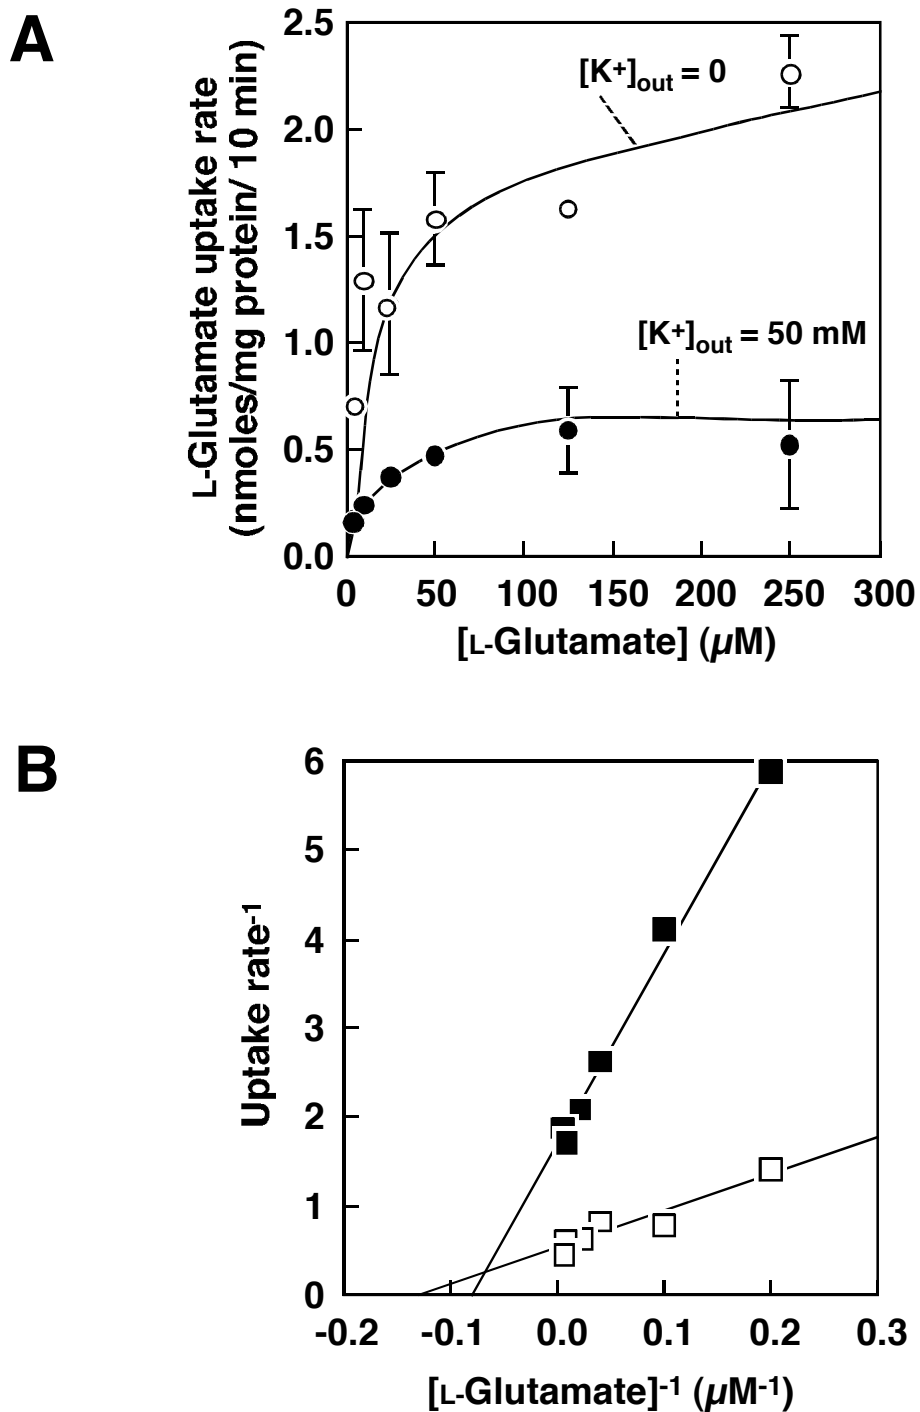 A
L-Glutamate uptake rate
(nmoles/mg protein/ 10 min)
2.5
2.0
1.5
1.0
0.5
0.0
[K+]out = 0
[K+]out = 50 mM
0 50 100 150 200 250 300
[L-Glutamate] (µM)
B
Uptake rate-1
6
5
4
3
2
1
0
-0.2 -0.1 0.0 0.1 0.2 0.3
[L-Glutamate]-1 (µM-1)